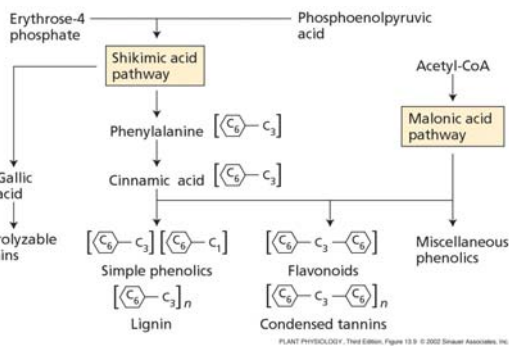 Erythrose-4
phosphate
Phosphoenolpyruvic
acid
Shikimic acid
pathway
Acetyl-CoA
Malonic acid
pathway
Phenylalanine [C6 — C3]
Cinnamic acid [C6 — C3]
Gallic
acid
rolyzable
ins
[C6 — C3] [C6 — C1]
Simple phenolics
[C6 — C3]n
Lignin
[C6 — C3 — C6]
Flavonoids
[C6 — C3 — C6]n
Condensed tannins
Miscellaneous
phenolics
PLANT PHYSIOLOGY, Third Edition, Figure 13.9 © 2002 Sinauer Associates, Inc.